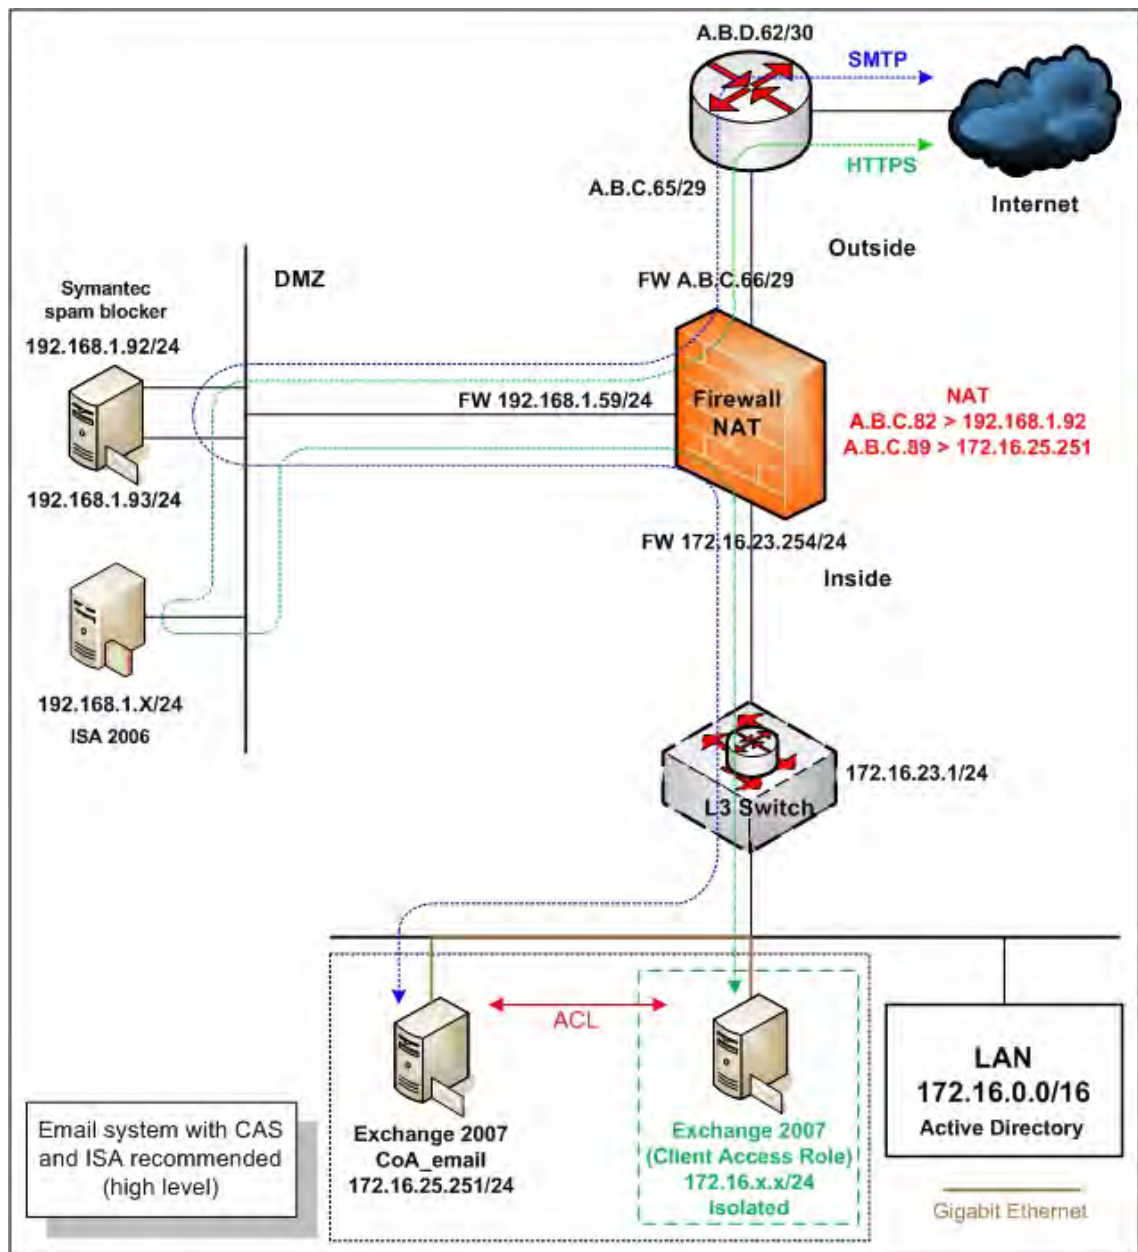 A.B.D.62/30
SMTP
HTTPS
Internet
A.B.C.65/29
Outside
FW A.B.C.66/29
DMZ
Symantec
spam blocker
192.168.1.92/24
FW 192.168.1.59/24
Firewall
NAT
NAT
A.B.C.82 > 192.168.1.92
A.B.C.89 > 172.16.25.251
192.168.1.93/24
FW 172.16.23.254/24
Inside
192.168.1.X/24
ISA 2006
172.16.23.1/24
L3 Switch
ACL
Exchange 2007
CoA_email
172.16.25.251/24
Exchange 2007
(Client Access Role)
172.16.x.x/24
Isolated
LAN
172.16.0.0/16
Active Directory
Email system with CAS
and ISA recommended
(high level)
Gigabit Ethernet